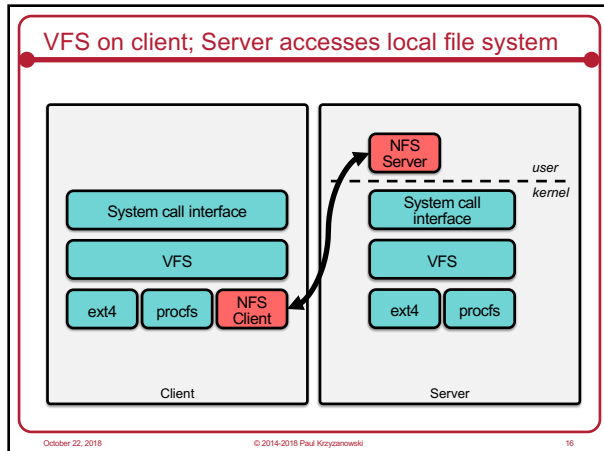 VFS on client; Server accesses local file system
System call interface
VFS
ext4
procfs
NFS
Client
Client
NFS
Server
user
kernel
System call
interface
VFS
ext4
procfs
Server
October 22, 2018
© 2014-2018 Paul Krzyzanowski
16